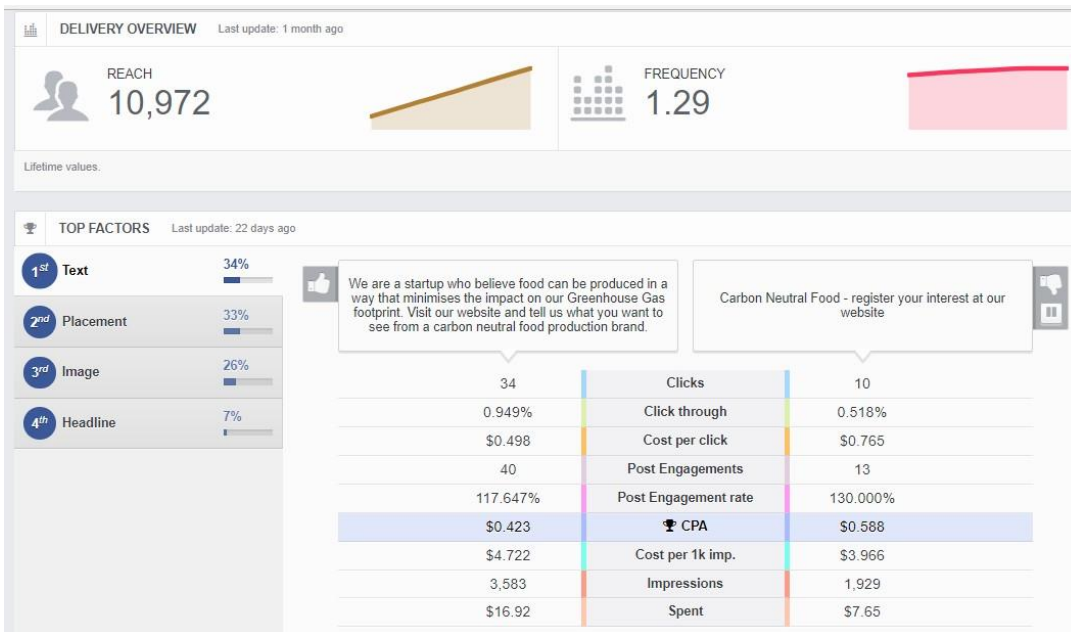 DELIVERY OVERVIEW Last update: 1 month ago
REACH
10,972
FREQUENCY
1.29
Lifetime values.
TOP FACTORS Last update: 22 days ago
1st Text 34%
2nd Placement 33%
3rd Image 26%
4th Headline 7%
We are a startup who believe food can be produced in a
way that minimises the impact on our Greenhouse Gas
footprint. Visit our website and tell us what you want to
see from a carbon neutral food production brand.
Carbon Neutral Food - register your interest at our
website
34 Clicks 10
0.949% Click through 0.518%
$0.498 Cost per click $0.765
40 Post Engagements 13
117.647% Post Engagement rate 130.000%
$0.423 CPA $0.588
$4.722 Cost per 1k imp. $3.966
3,583 Impressions 1,929
$16.92 Spent $7.65